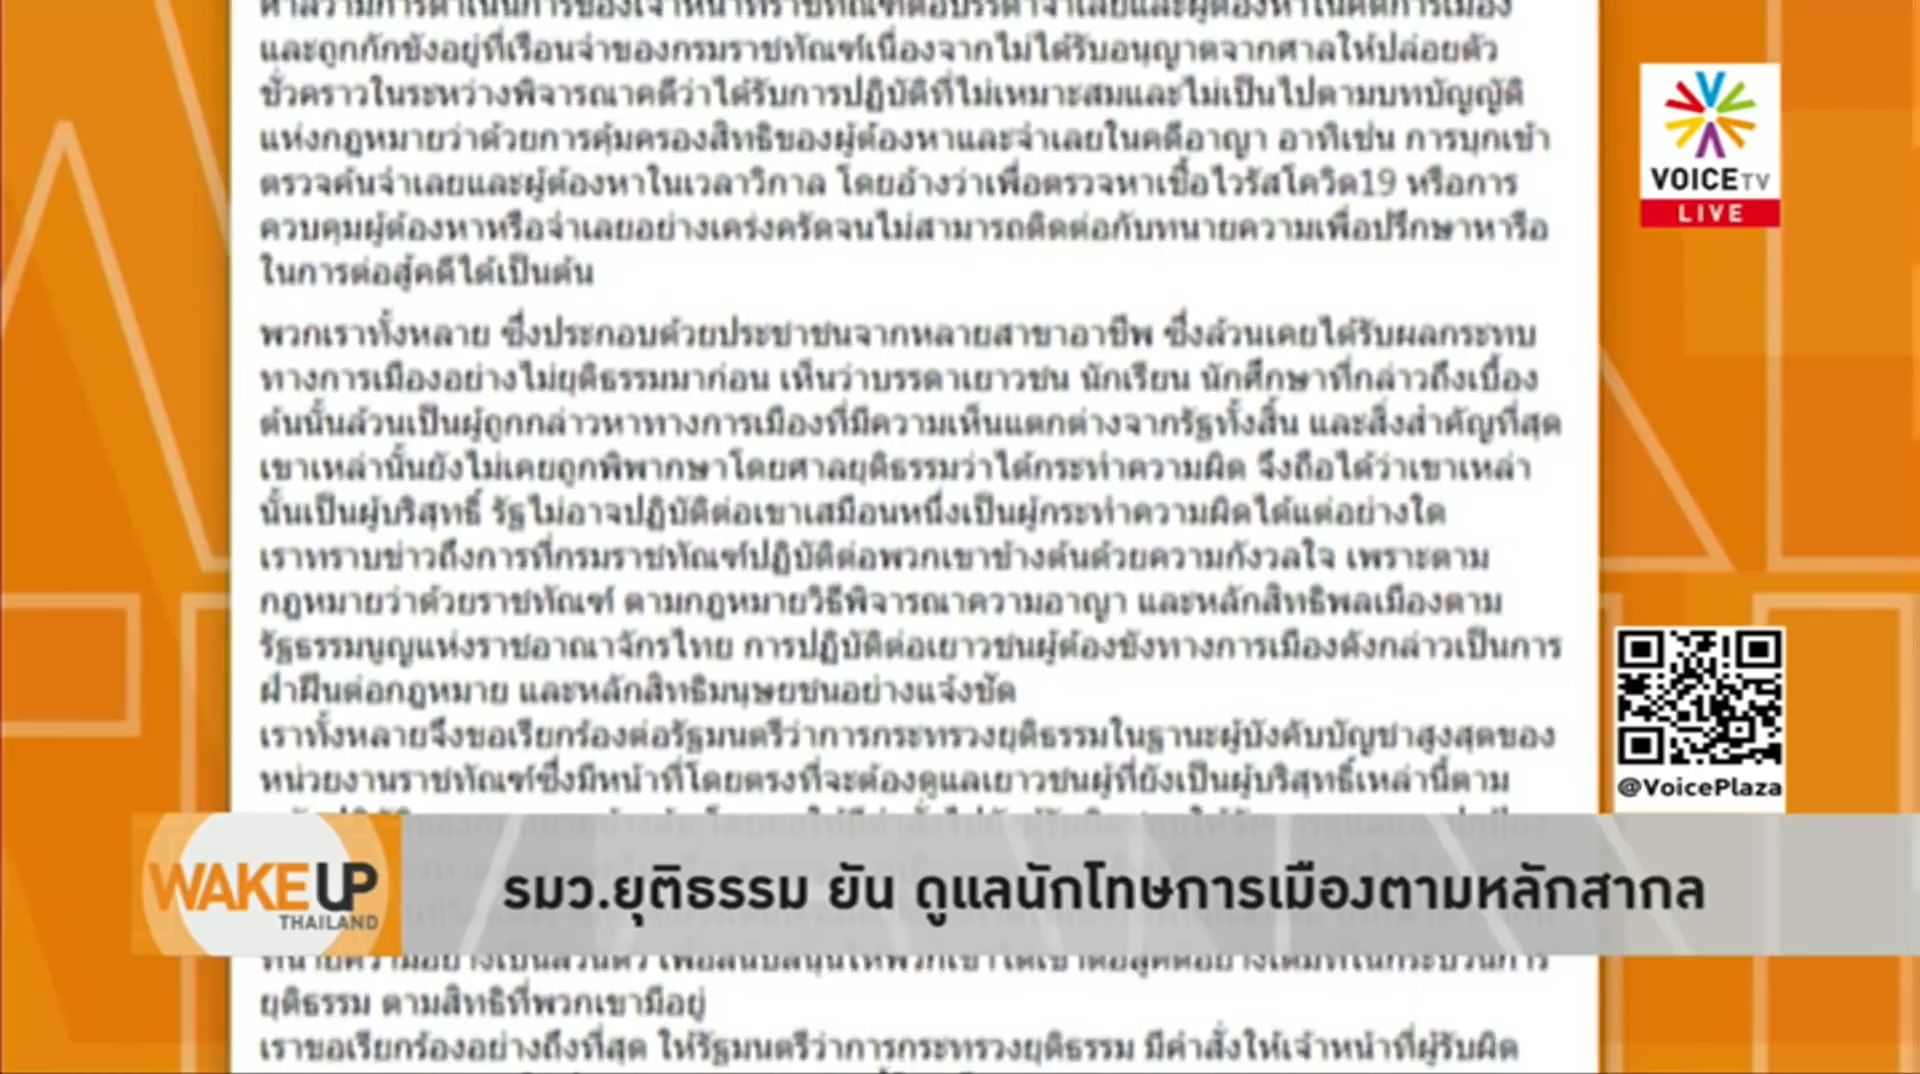 และถูกกักขังอยู่ที่เรือนจำของกรมราชทัณฑ์เนื่องจากไม่ได้รับอนุญาตจากศาลให้ปล่อยตัว
ชั่วคราวในระหว่างพิจารณาคดีว่าได้รับการปฏิบัติที่ไม่เหมาะสมและไม่เป็นไปตามบทบัญญัติ
แห่งกฎหมายว่าด้วยการคุ้มครองสิทธิของผู้ต้องหาและจำเลยในคดีอาญา อาทิเช่น การบุกเข้า
ตรวจค้นจำเลยและผู้ต้องหาในเวลาวิกาล โดยอ้างว่าเพื่อตรวจหาเชื้อไวรัสโควิด19 หรือการ
ควบคุมผู้ต้องหาหรือจำเลยอย่างเคร่งครัดจนไม่สามารถติดต่อกับทนายความเพื่อปรึกษาหารือ
ในการต่อสู้คดีได้เป็นต้น
พวกเราทั้งหลาย ซึ่งประกอบด้วยประชาชนจากหลายสาขาอาชีพ ซึ่งล้วนเคยได้รับผลกระทบ
ทางการเมืองอย่างไม่ยุติธรรมมาก่อน เห็นว่าบรรดาเยาวชน นักเรียน นักศึกษาที่กล่าวถึงเบื้อง
ต้นนั้นล้วนเป็นผู้ถูกกล่าวหาทางการเมืองที่มีความเห็นแตกต่างจากรัฐทั้งสิ้น และสิ่งสำคัญที่สุด
เขาเหล่านั้นยังไม่เคยถูกพิพากษาโดยศาลยุติธรรมว่าได้กระทำความผิด จึงถือได้ว่าเขาเหล่า
นั้นเป็นผู้บริสุทธิ์ รัฐไม่อาจปฏิบัติต่อเขาเสมือนหนึ่งเป็นผู้กระทำความผิดได้แต่อย่างใด
เราทราบข่าวถึงการที่กรมราชทัณฑ์ปฏิบัติต่อพวกเขาข้างต้นด้วยความกังวลใจ เพราะตาม
กฎหมายว่าด้วยราชทัณฑ์ ตามกฎหมายวิธีพิจารณาความอาญา และหลักสิทธิพลเมืองตาม
รัฐธรรมนูญแห่งราชอาณาจักรไทย การปฏิบัติต่อเยาวชนผู้ต้องขังทางการเมืองดังกล่าวเป็นการ
ฝ่าฝืนต่อกฎหมาย และหลักสิทธิมนุษยชนอย่างแจ้งชัด
เราทั้งหลายจึงขอเรียกร้องต่อรัฐมนตรีว่าการกระทรวงยุติธรรมในฐานะผู้บังคับบัญชาสูงสุดของ
หน่วยงานราชทัณฑ์ซึ่งมีหน้าที่โดยตรงที่จะต้องดูแลเยาวชนผู้ที่ยังเป็นผู้บริสุทธิ์เหล่านี้ตาม
ยุติธรรม ตามสิทธิที่พวกเขามีอยู่
เราขอเรียกร้องอย่างถึงที่สุด ให้รัฐมนตรีว่าการกระทรวงยุติธรรม มีคำสั่งให้เจ้าหน้าที่ผู้รับผิด
VOICE TV
LIVE
@VoicePlaza
WAKE UP
THAILAND
รมว.ยุติธรรม ยัน ดูแลนักโทษการเมืองตามหลักสากล